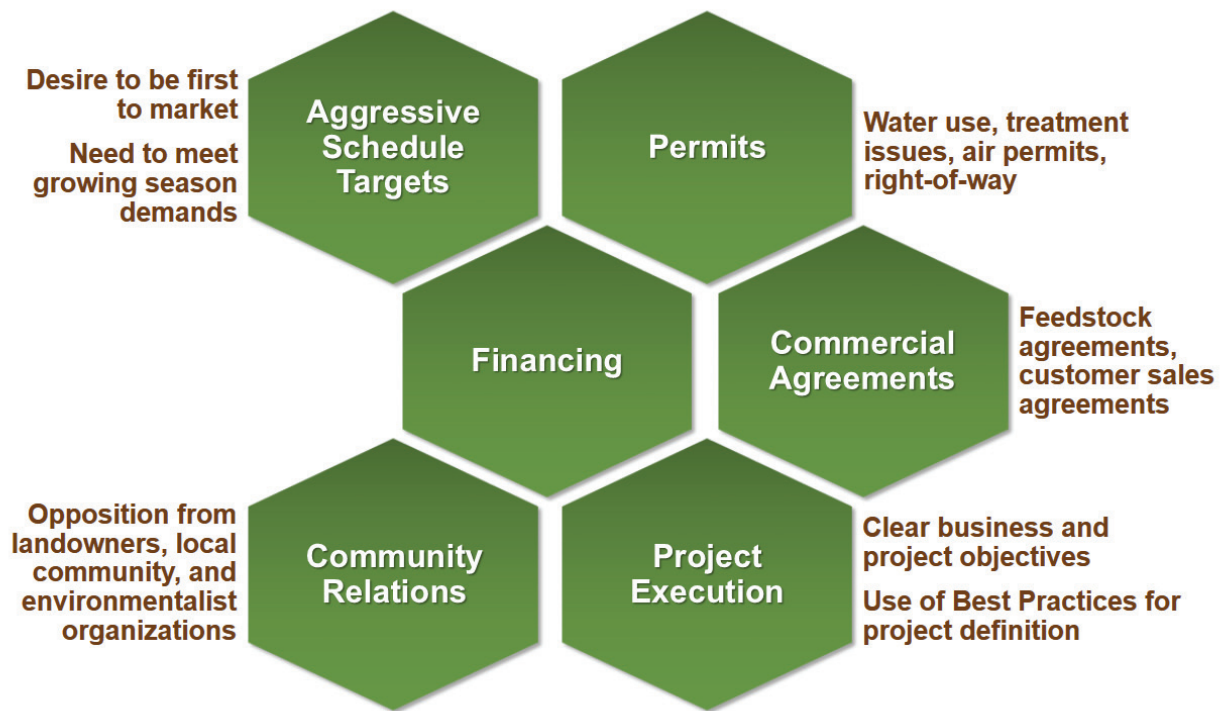 Desire to be first
to market
Need to meet
growing season
demands
Aggressive
Schedule
Targets
Permits
Water use, treatment
issues, air permits,
right-of-way
Financing
Commercial
Agreements
Feedstock
agreements,
customer sales
agreements
Opposition from
landowners, local
community, and
environmentalist
organizations
Community
Relations
Project
Execution
Clear business and
project objectives
Use of Best Practices for
project definition